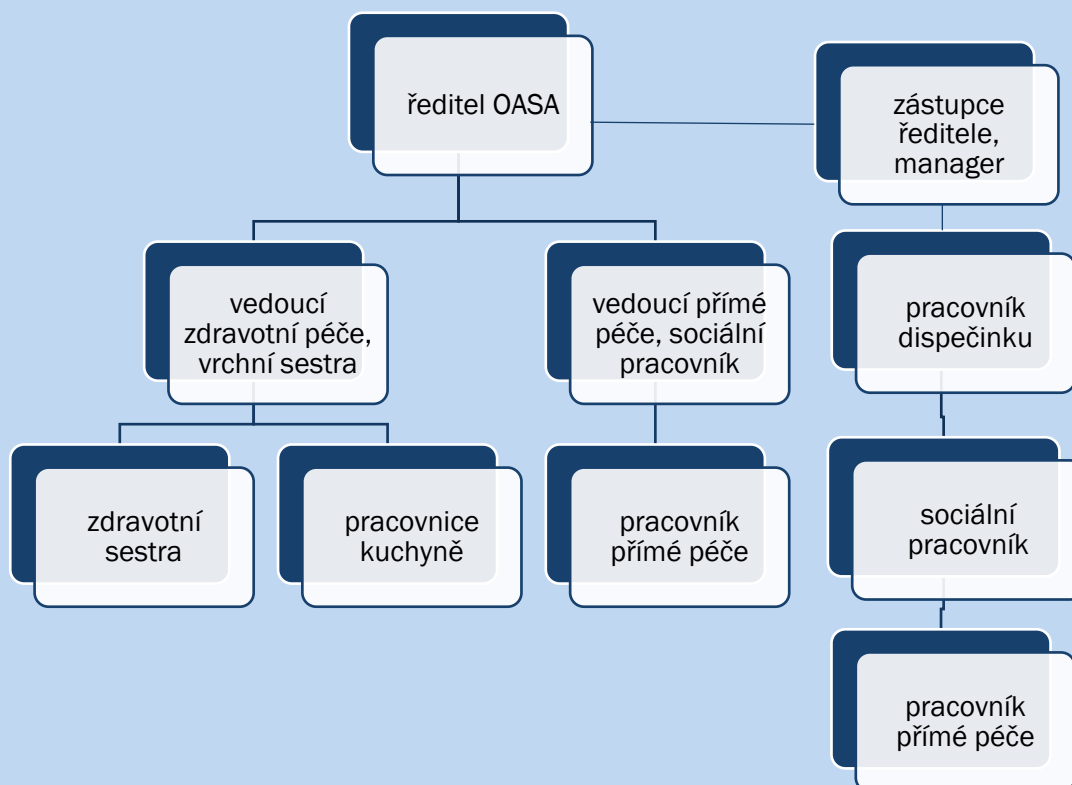 ředitel OASA
zástupce
ředitele,
manager
vedoucí
zdravotní péče,
vrchní sestra
vedoucí přímé
péče, sociální
pracovník
pracovník
dispečinku
zdravotní
sestra
pracovnice
kuchyně
pracovník
přímé péče
sociální
pracovník
pracovník
přímé péče